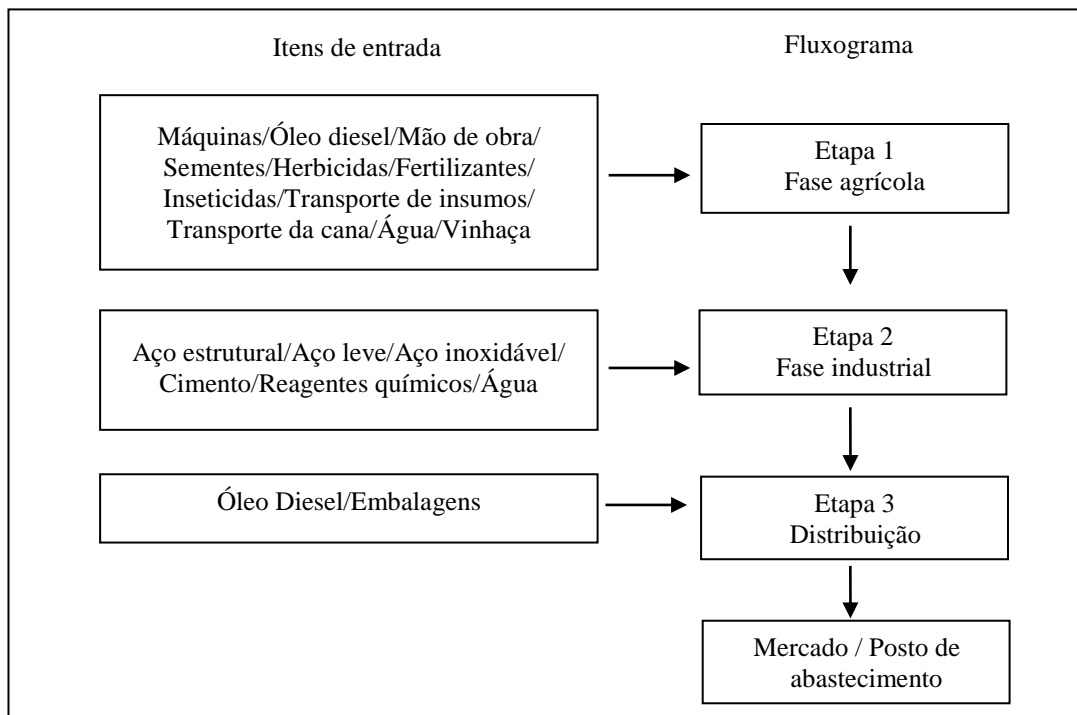 Itens de entrada
Fluxograma
Máquinas/Óleo diesel/Mão de obra/
Sementes/Herbicidas/Fertilizantes/
Inseticidas/Transporte de insumos/
Transporte da cana/Água/Vinhaça
Etapa 1
Fase agrícola
Aço estrutural/Aço leve/Aço inoxidável/
Cimento/Reagentes químicos/Água
Etapa 2
Fase industrial
Óleo Diesel/Embalagens
Etapa 3
Distribuição
Mercado / Posto de
abastecimento